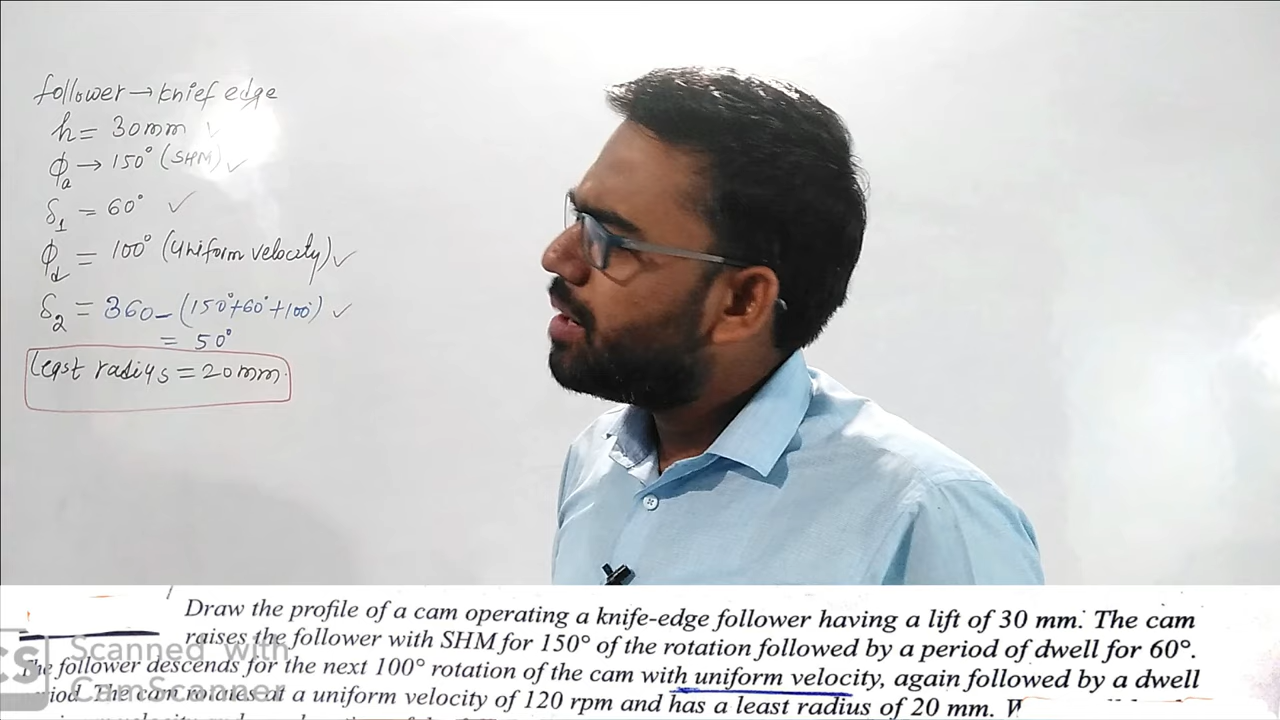 follower → Knief edge
h = 30mm ✓
ϕa → 150° (SHM) ✓
δ1 = 60° ✓
ϕd = 100° (Uniform velocity) ✓
δ2 = 360 - (150°+60°+100°) ✓
= 50°
least radius = 20mm.
Draw the profile of a cam operating a knife-edge follower having a lift of 30 mm. The cam
raises the follower with SHM for 150° of the rotation followed by a period of dwell for 60°.
The follower descends for the next 100° rotation of the cam with uniform velocity, again followed by a dwell
The cam rotates at a uniform velocity of 120 rpm and has a least radius of 20 mm.
CS Scanned with
CamScanner